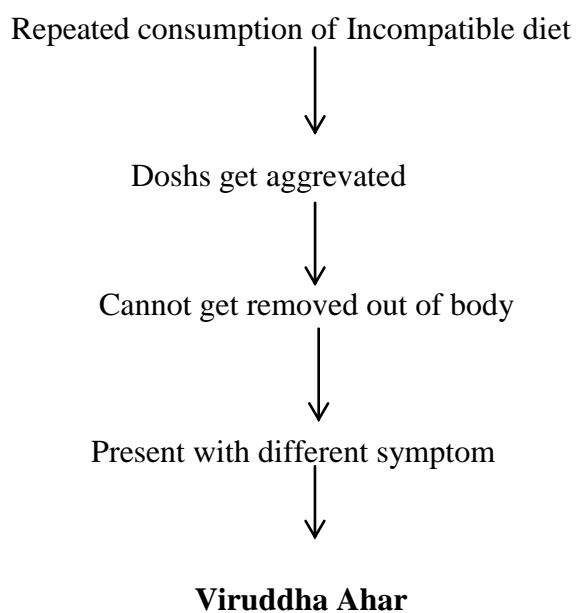 Repeated consumption of Incompatible diet
Doshs get aggrevated
Cannot get removed out of body
Present with different symptom
Viruddha Ahar